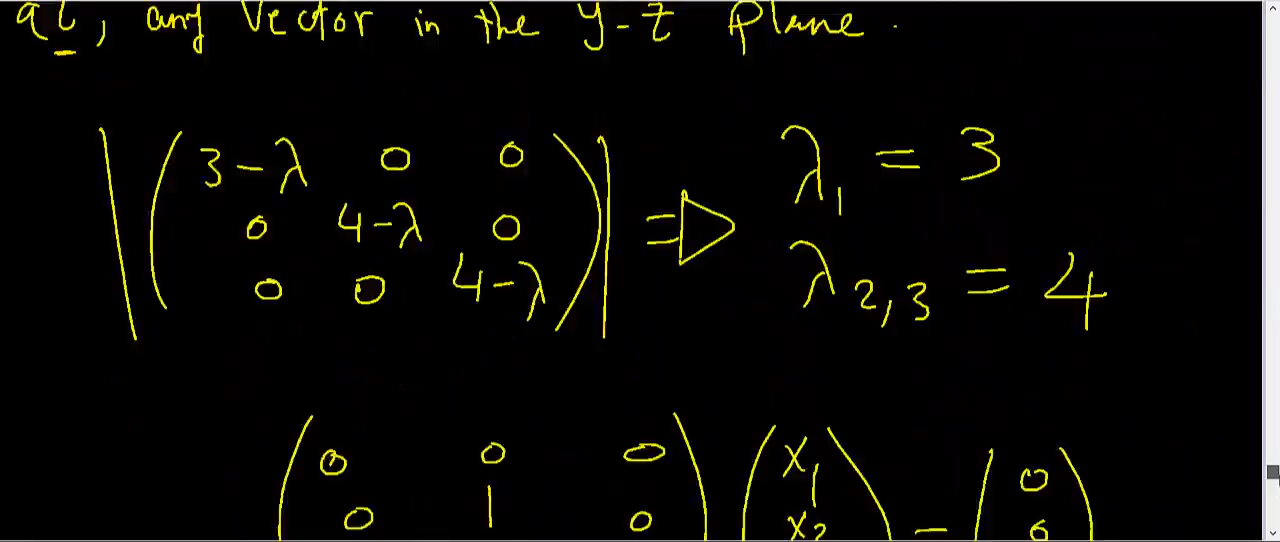 any vector in the y-z plane.
| ( 3-λ 0 0 ) | ⇒ λ₁ = 3
0 4-λ 0
0 0 4-λ λ₂,₃ = 4
( 0 0 0 ) ( x₁ ) = ( 0 )
0 1 0 x₂ 0